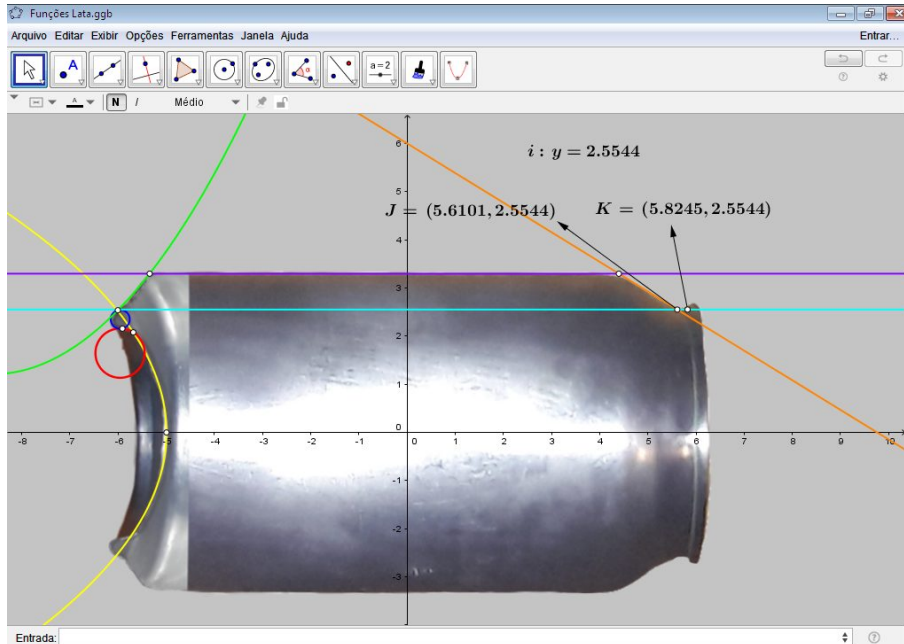 Funções Lata.ggb
Arquivo Editar Exibir Opções Ferramentas Janela Ajuda
Entrar...
A
a = 2
A N I Médio
i : y = 2.5544
J = (5.6101, 2.5544)
K = (5.8245, 2.5544)
6
5
4
3
2
1
0
-1
-2
-3
-8 -7 -6 -5 -4 -3 -2 -1 0 1 2 3 4 5 6 7 8 9 10
Entrada: